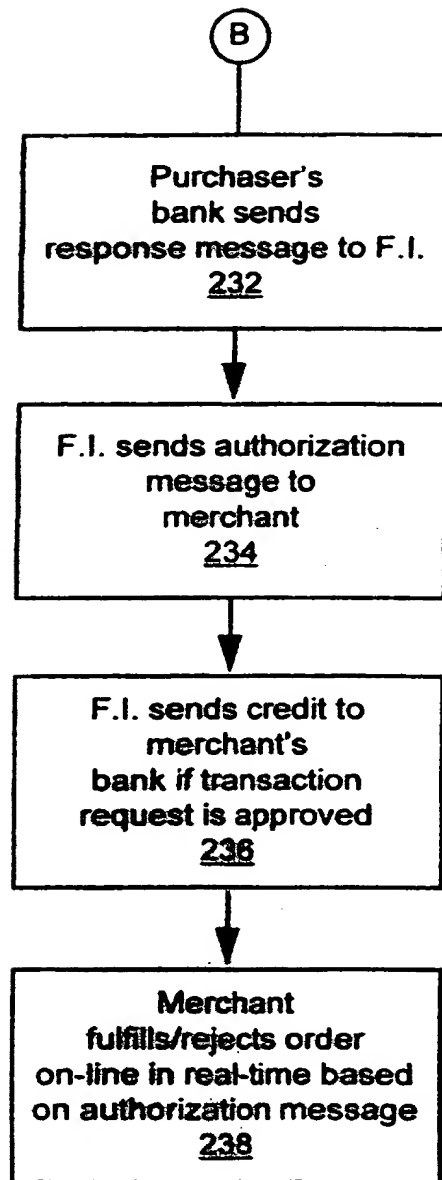 B
Purchaser's
bank sends
response message to F.I.
232
F.I. sends authorization
message to
merchant
234
F.I. sends credit to
merchant's
bank if transaction
request is approved
236
Merchant
fulfills/rejects order
on-line in real-time based
on authorization message
238